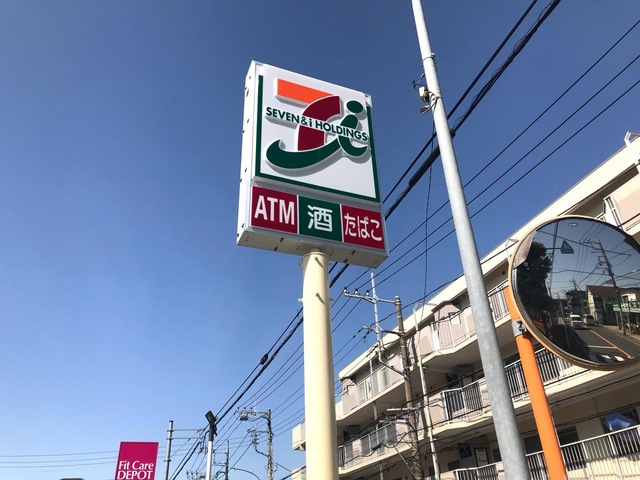 SEVEN&i HOLDINGS
ATM 酒 たばこ
Fit Care
DEPOT